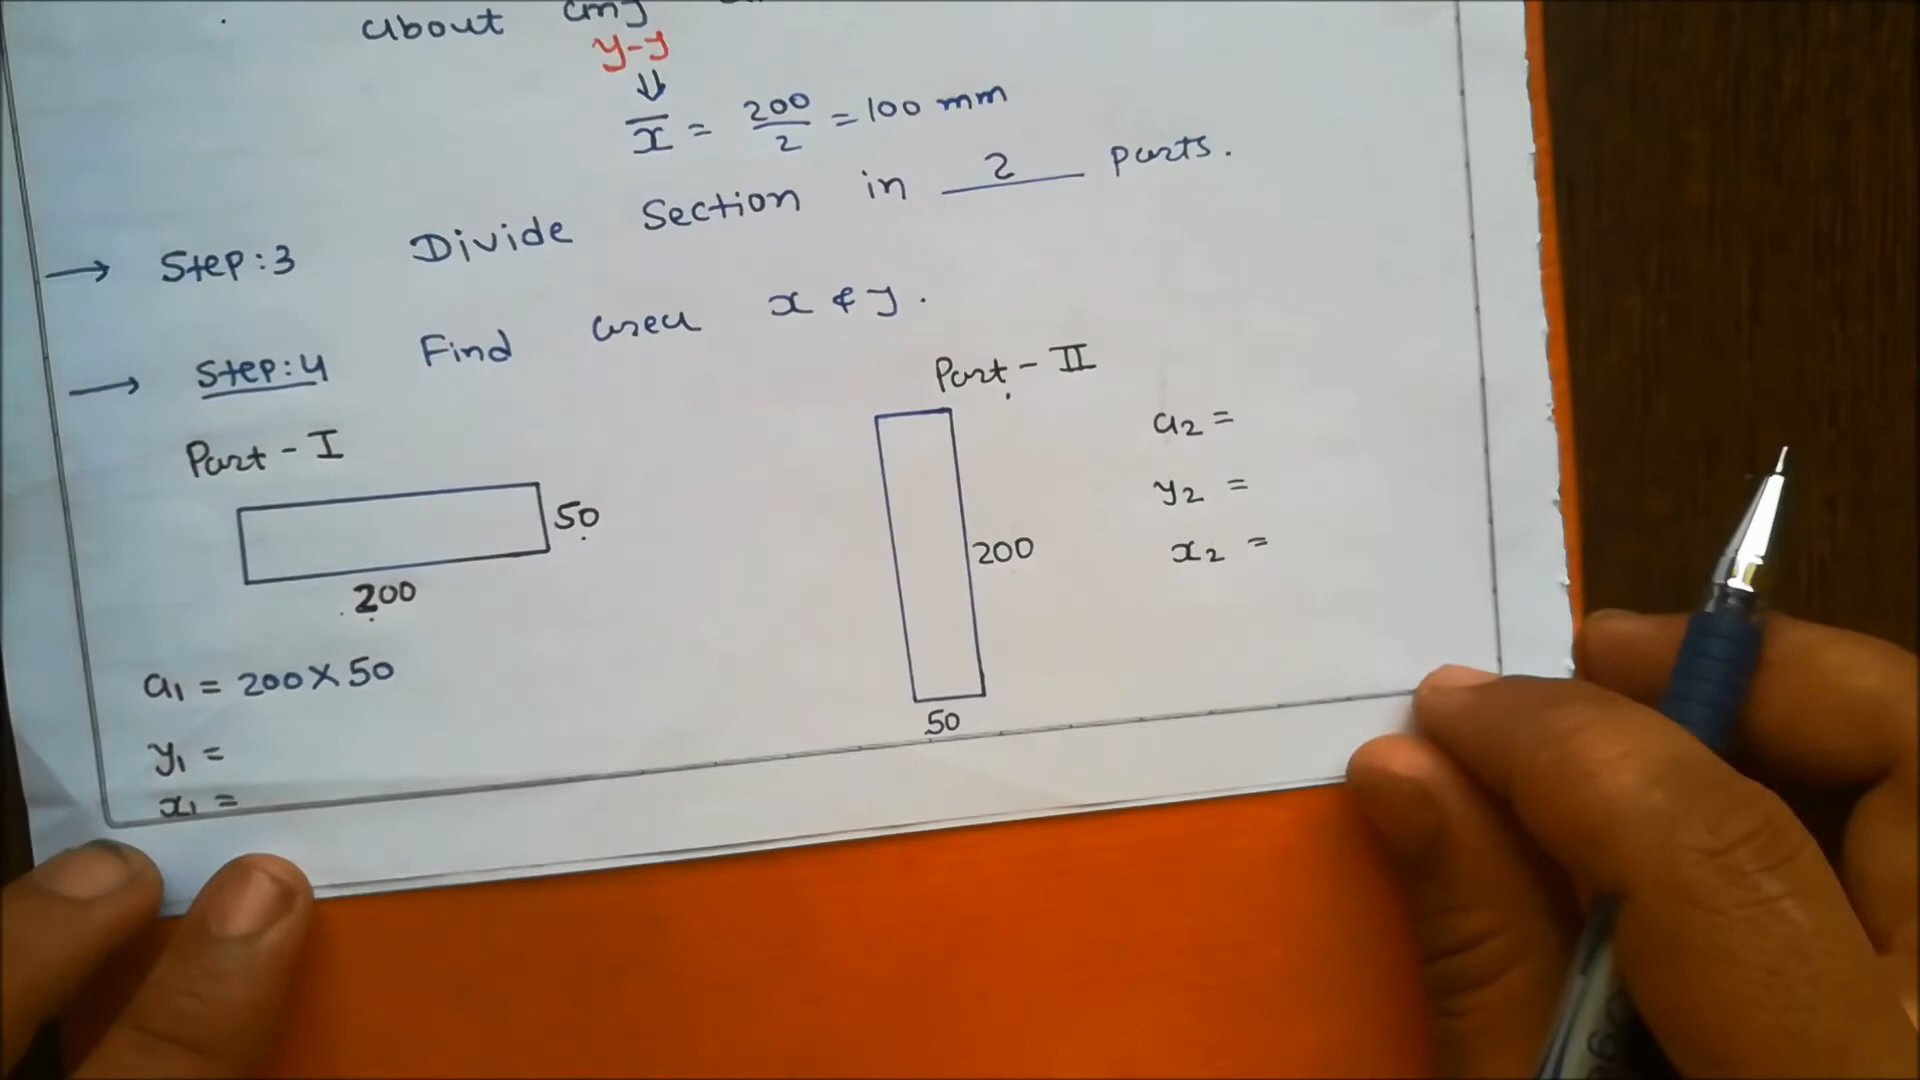 about any
y-y
⇓
x̄ = 200/2 = 100 mm
→ Step:3 Divide Section in 2 parts.
→ Step:4 Find area x & y.
Part - I
50
200
a1 = 200 X 50
y1 =
x1 =
Part - II
200
50
a2 =
y2 =
x2 =